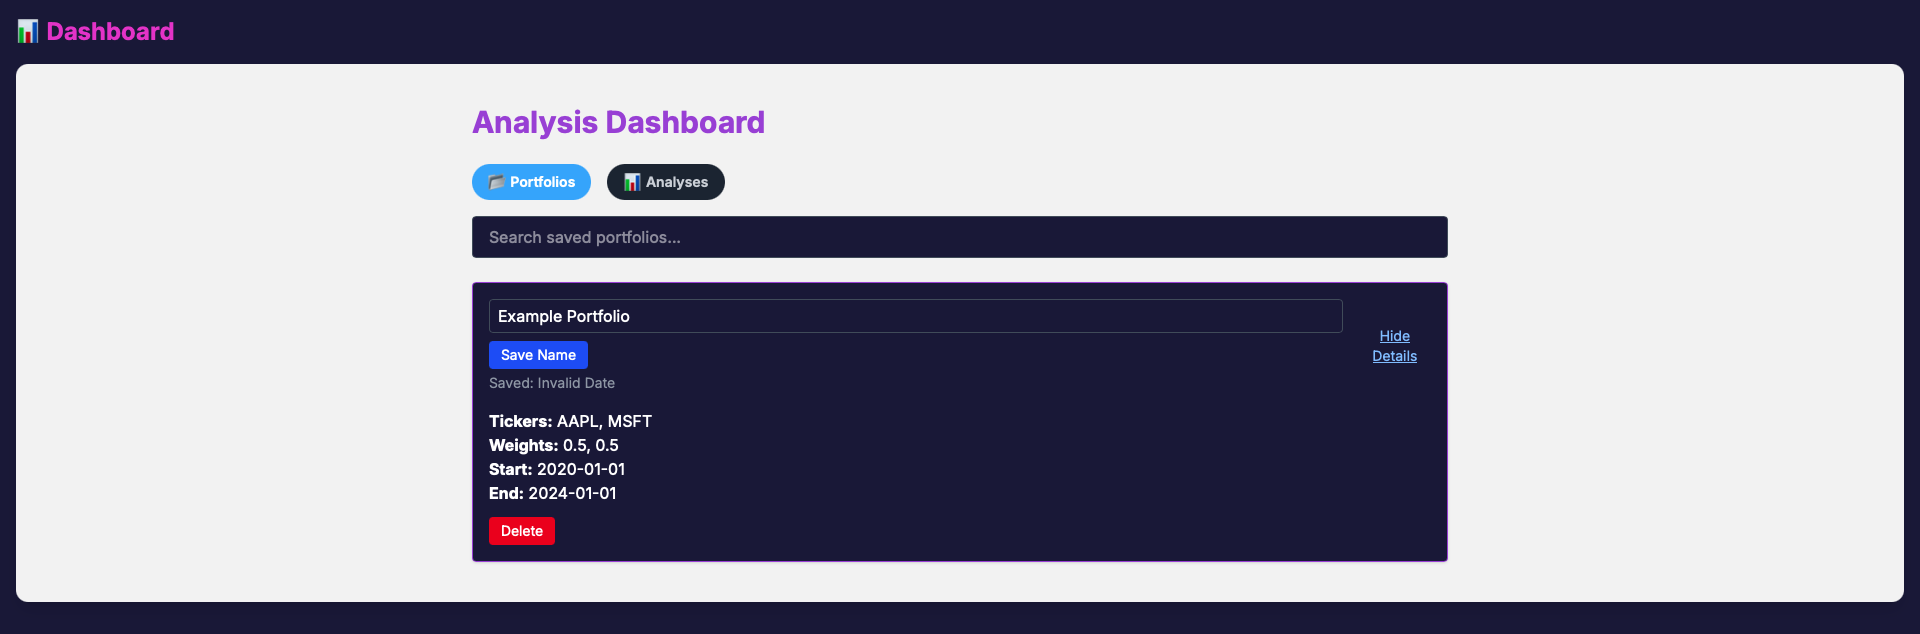 📊 Dashboard
Analysis Dashboard
📂 Portfolios
📊 Analyses
Search saved portfolios...
Example Portfolio
Save Name
Saved: Invalid Date
Hide
Details
Tickers: AAPL, MSFT
Weights: 0.5, 0.5
Start: 2020-01-01
End: 2024-01-01
Delete